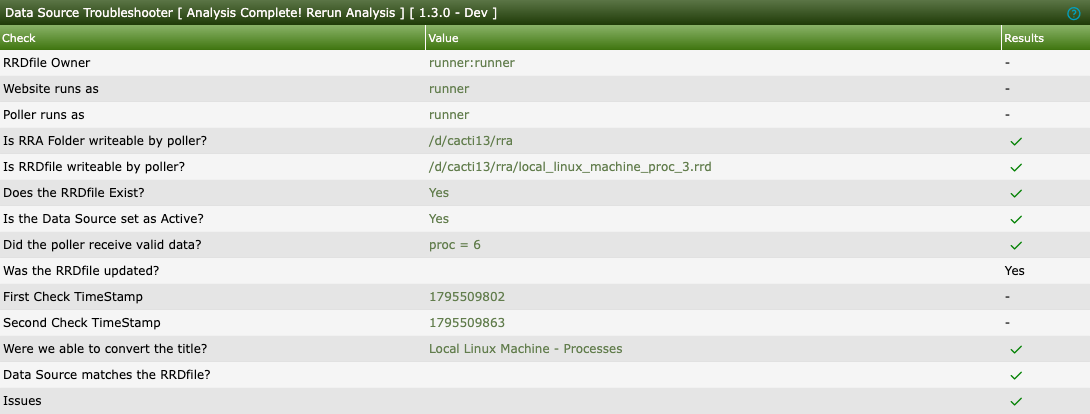 Data Source Troubleshooter [ Analysis Complete! Rerun Analysis ] [ 1.3.0 - Dev ]
Check Value Results
RRDfile Owner runner:runner -
Website runs as runner -
Poller runs as runner -
Is RRA Folder writeable by poller? /d/cacti13/rra
Is RRDfile writeable by poller? /d/cacti13/rra/local_linux_machine_proc_3.rrd
Does the RRDfile Exist? Yes
Is the Data Source set as Active? Yes
Did the poller receive valid data? proc = 6
Was the RRDfile updated? Yes
First Check TimeStamp 1795509802 -
Second Check TimeStamp 1795509863 -
Were we able to convert the title? Local Linux Machine - Processes
Data Source matches the RRDfile?
Issues